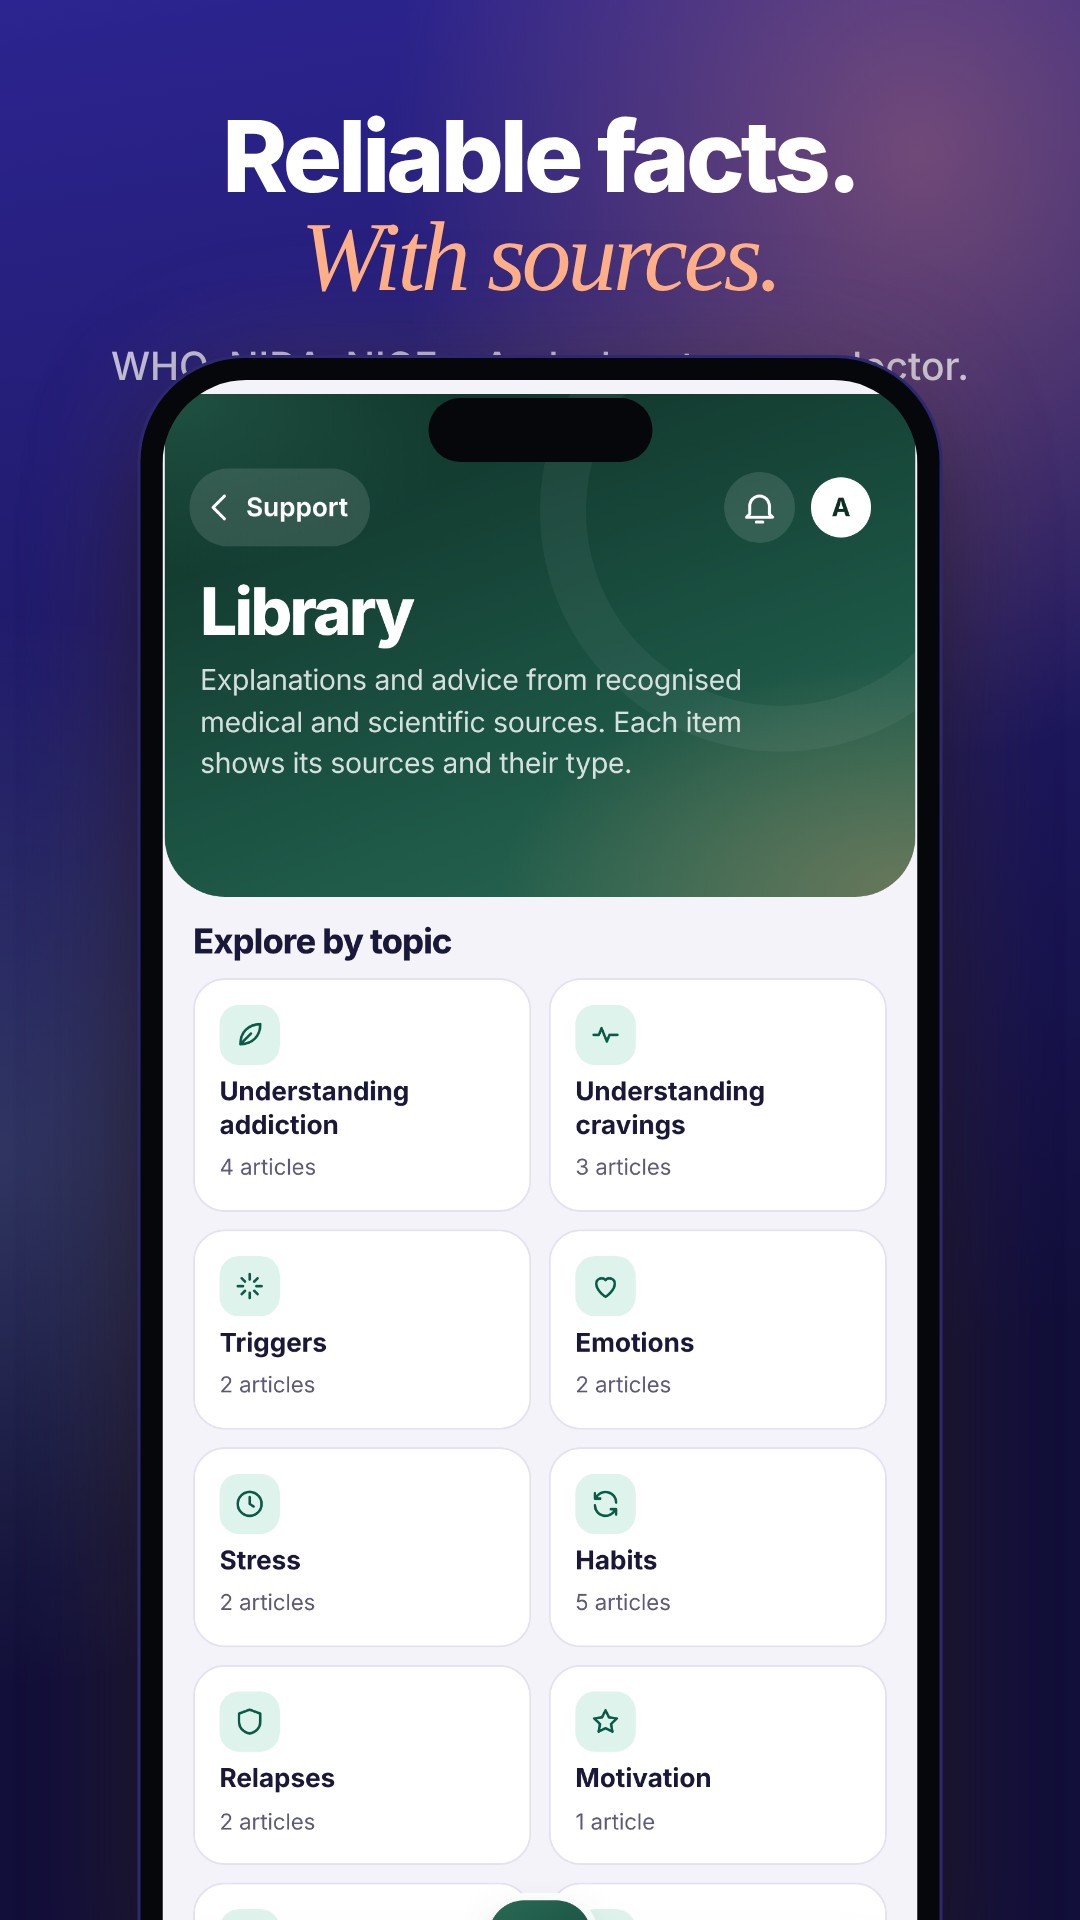 Reliable facts.
With sources.
Support
A
Library
Explanations and advice from recognised
medical and scientific sources. Each item
shows its sources and their type.
Explore by topic
Understanding
addiction
4 articles
Understanding
cravings
3 articles
Triggers
2 articles
Emotions
2 articles
Stress
2 articles
Habits
5 articles
Relapses
2 articles
Motivation
1 article